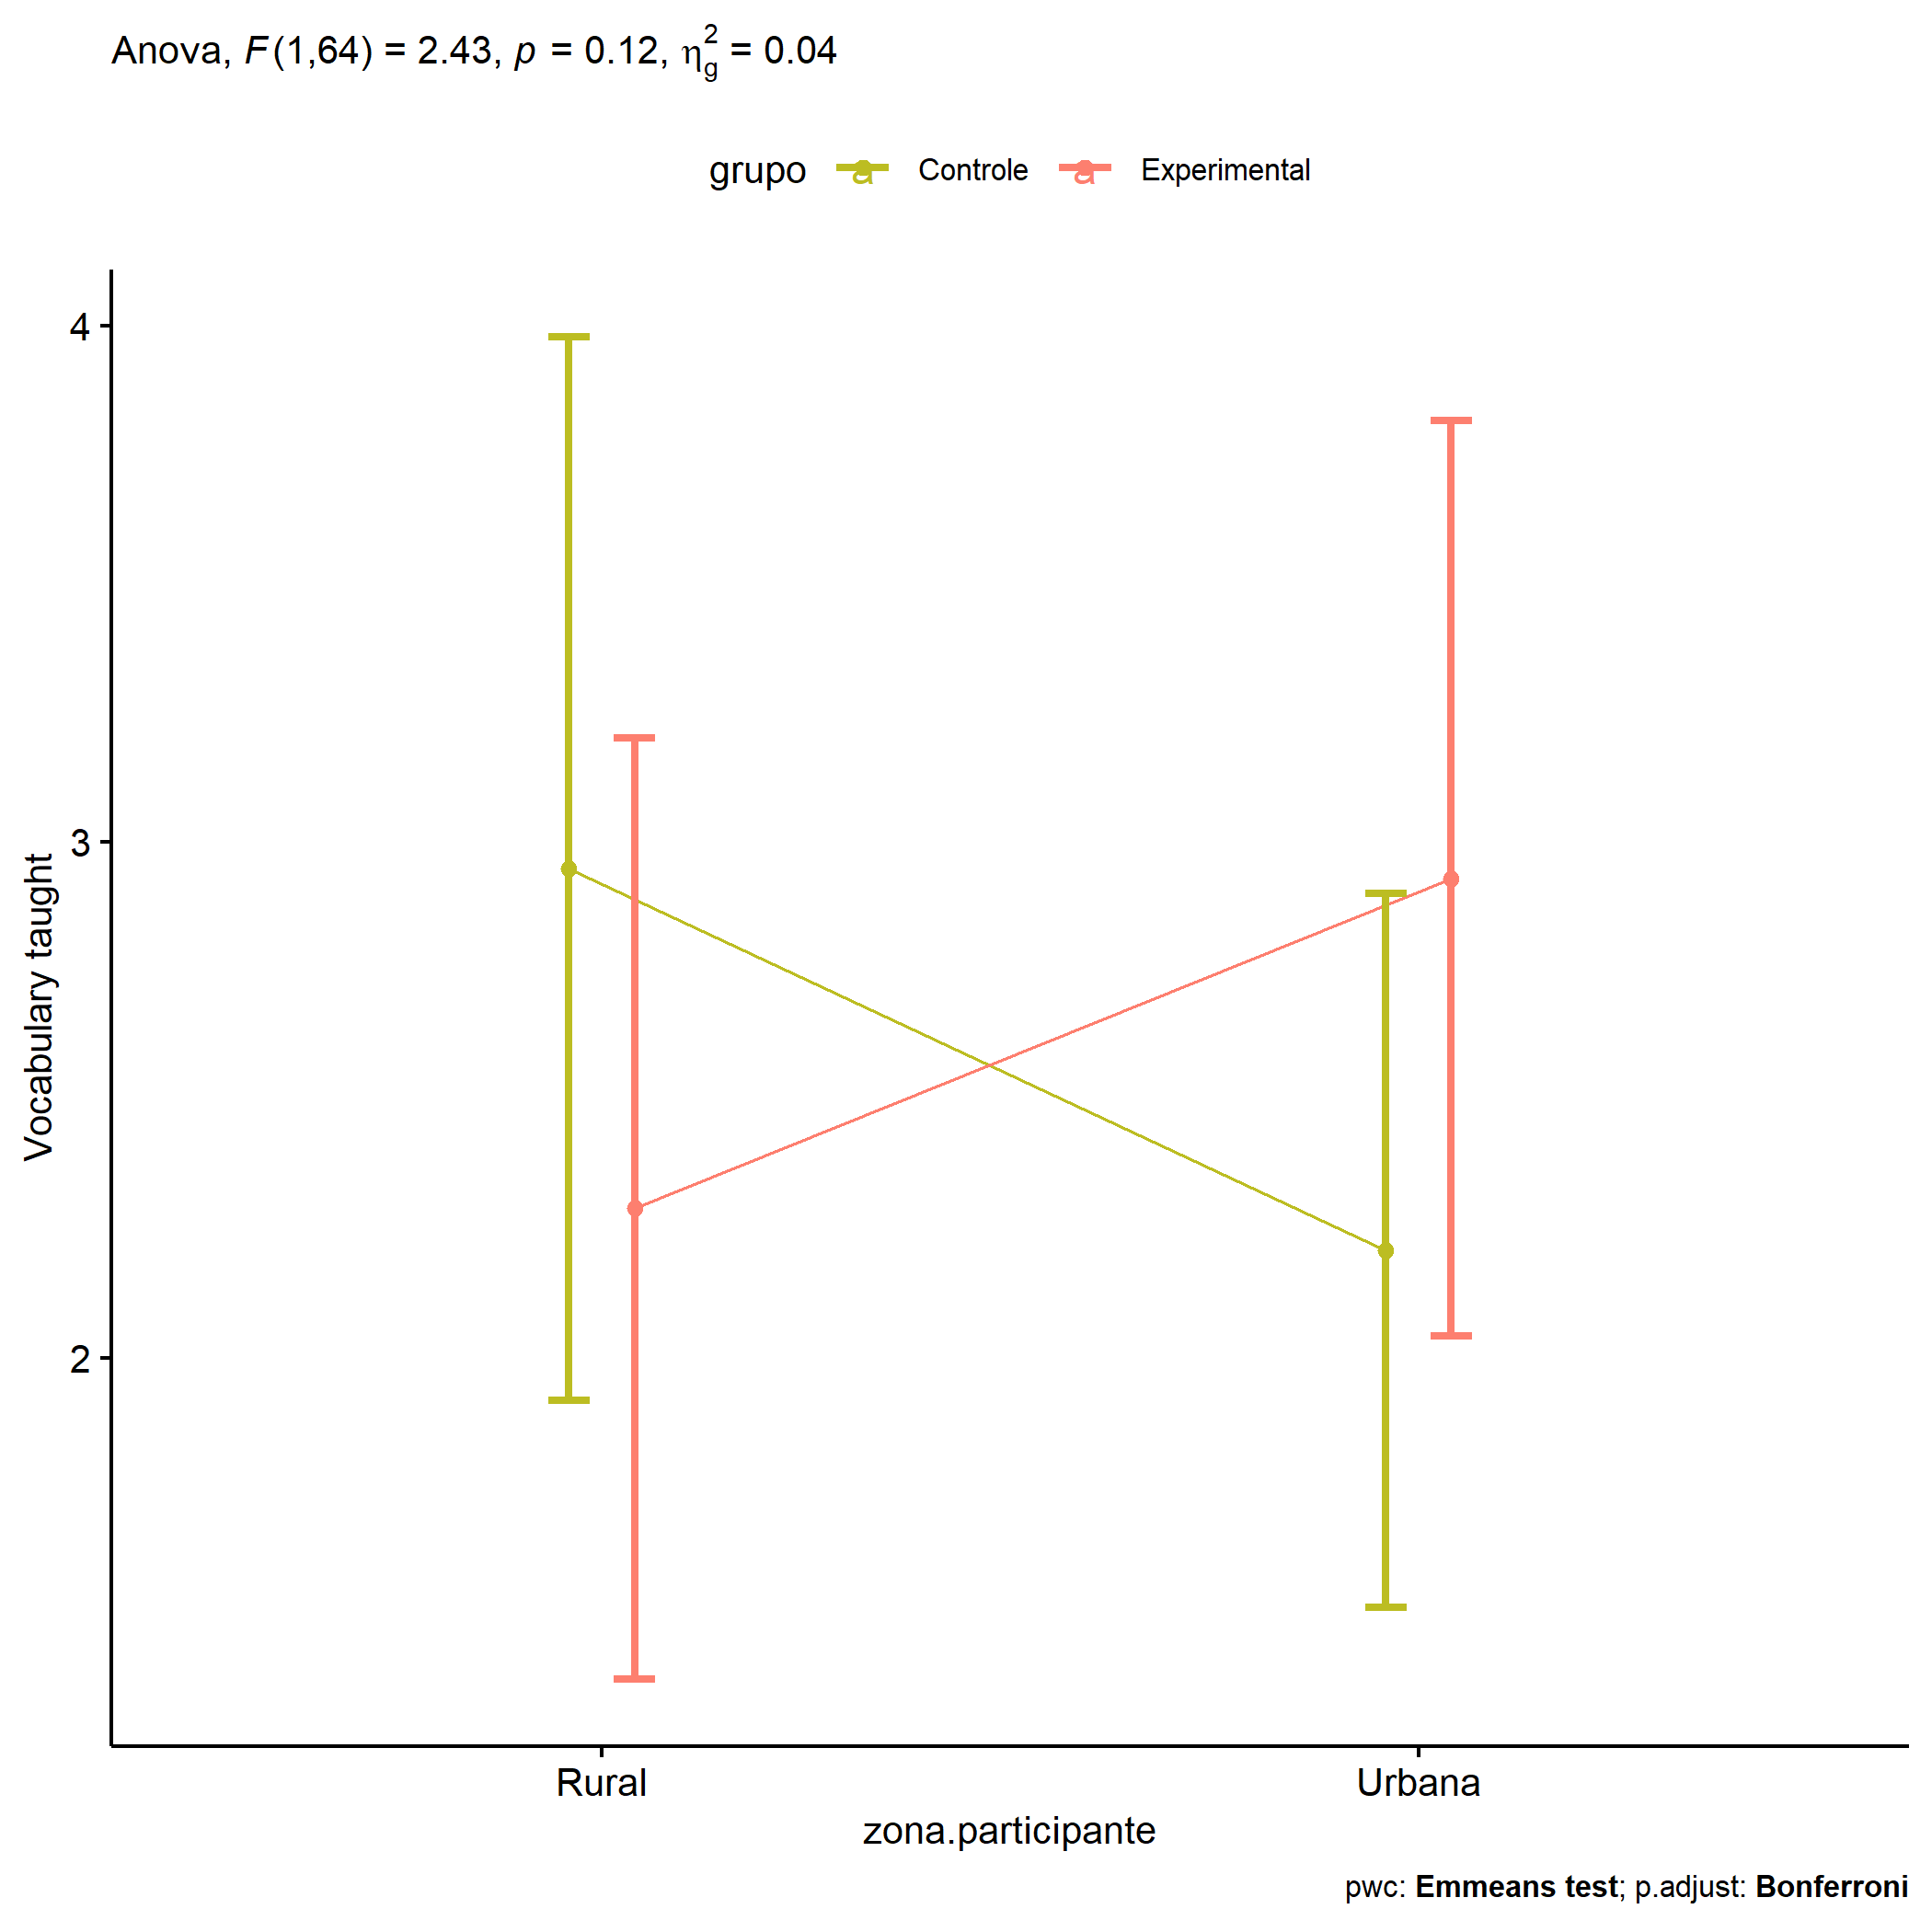 Anova, F(1,64) = 2.43, p = 0.12, η²g = 0.04
grupo a Controle a Experimental
4
3
2
Vocabulary taught
Rural Urbana
zona.participante
pwc: Emmeans test; p.adjust: Bonferroni